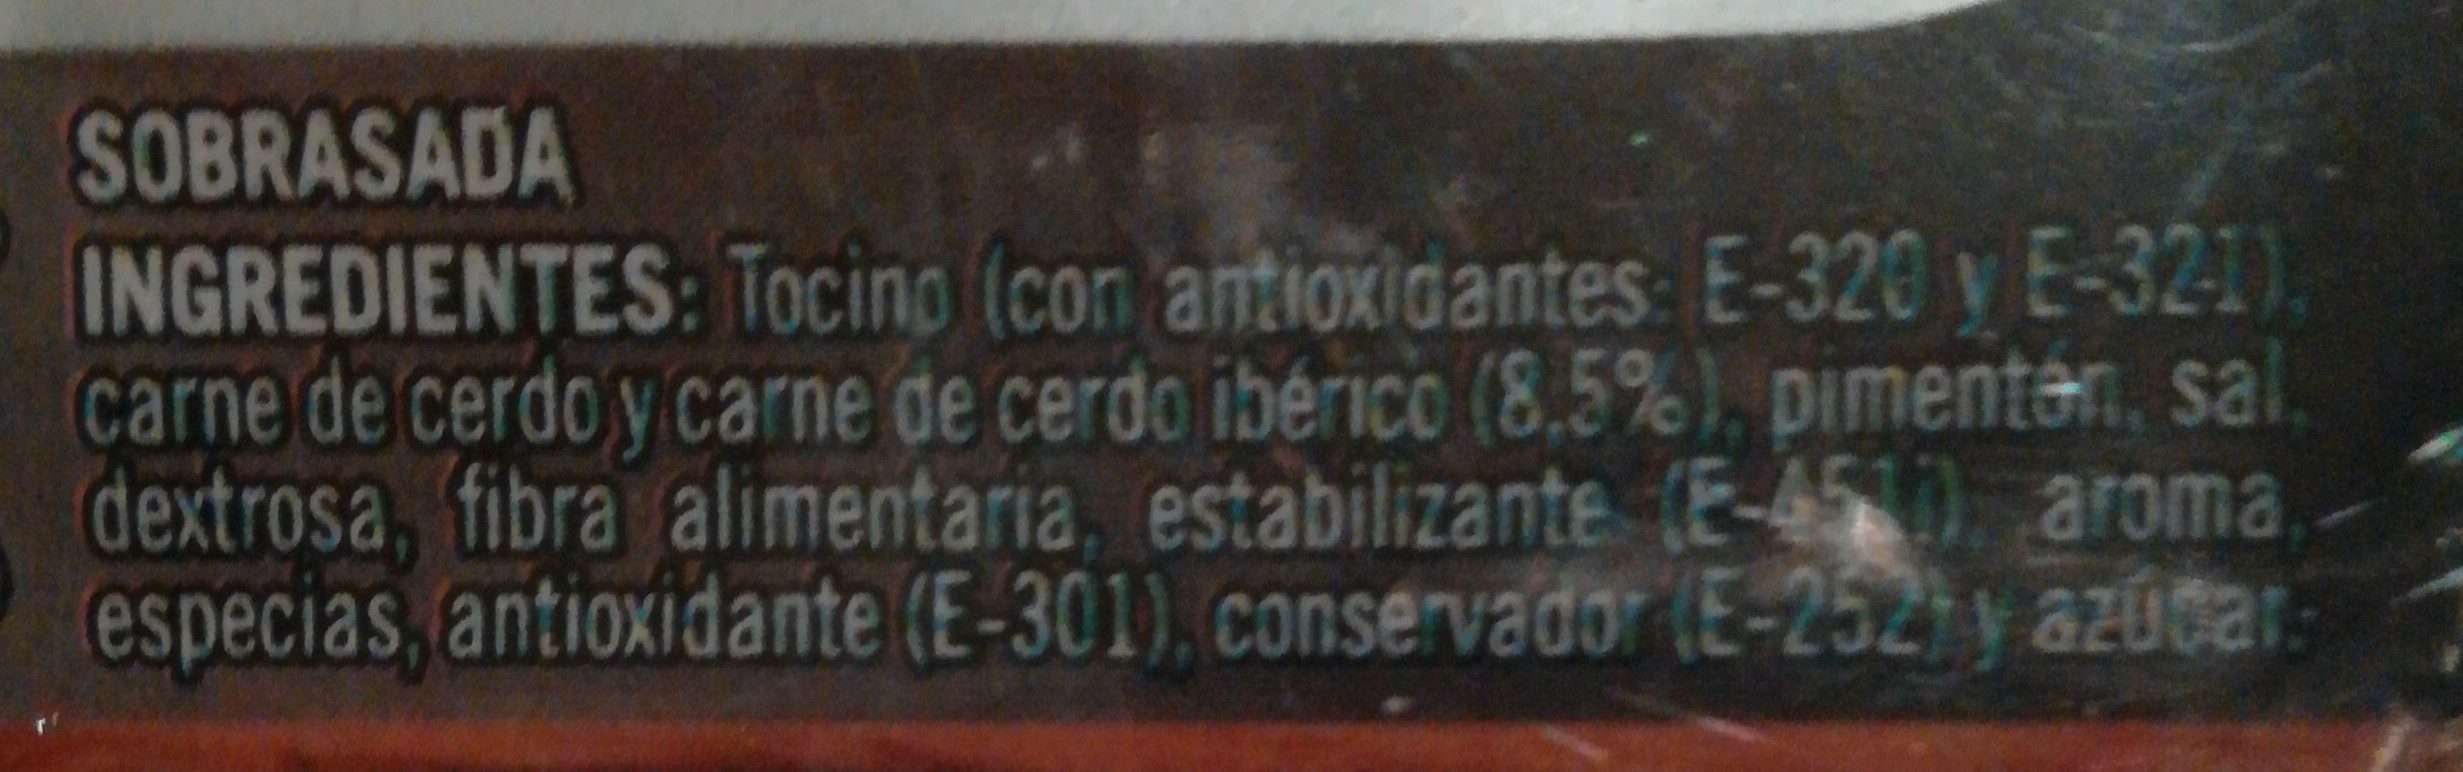 SOBRASADA
INGREDIENTES: Tocino (con antioxidantes: E-320 y E-321),
carne de cerdo y carne de cerdo ibérico (8,5%), pimentón, sal,
dextrosa, fibra alimentaria, estabilizante (E-451i), aroma,
especias, antioxidante (E-301), conservador (E-252) y azúcar.